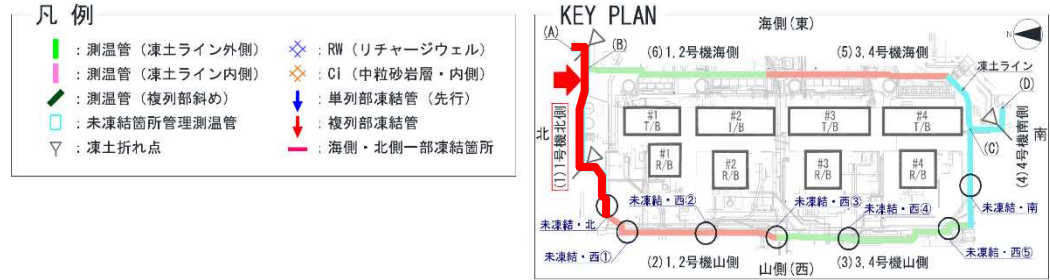 凡 例
: 測温管（凍土ライン外側）
: 測温管（凍土ライン内側）
: 測温管（複列部斜め）
: 未凍結箇所管理測温管
: 凍土折れ点
: RW（リチャージウェル）
: Ci（中粒砂岩層・内側）
: 単列部凍結管（先行）
: 複列部凍結管
: 海側・北側一部凍結箇所
KEY PLAN
海側(東)
N
(A)
(B)
(6)1,2号機海側
(5)3,4号機海側
凍土ライン
(D)
(C)
北
(1)1号機北側
#1
T/B
#2
T/B
#3
T/B
#4
T/B
南
(4)4号機南側
#1
R/B
#2
R/B
#3
R/B
#4
R/B
未凍結・北
未凍結・西②
未凍結・西③
未凍結・西④
未凍結・南
未凍結・西①
未凍結・西⑤
(2)1,2号機山側
山側(西)
(3)3,4号機山側